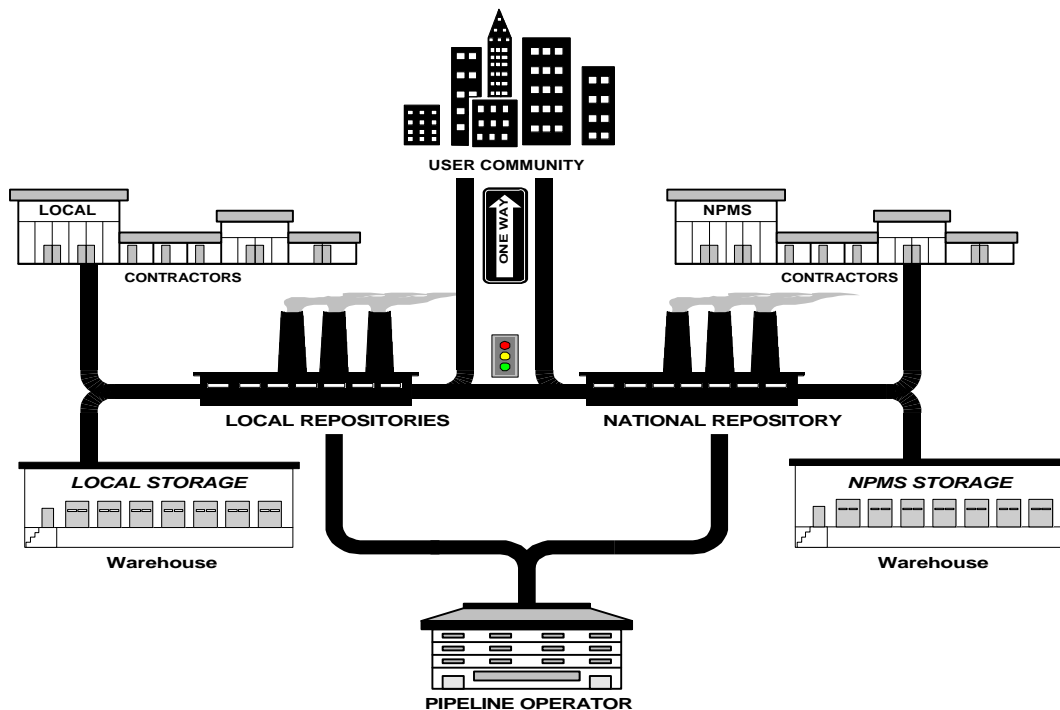 USER COMMUNITY
ONE WAY
LOCAL
CONTRACTORS
NPMS
CONTRACTORS
LOCAL REPOSITORIES
NATIONAL REPOSITORY
LOCAL STORAGE
Warehouse
NPMS STORAGE
Warehouse
PIPELINE OPERATOR